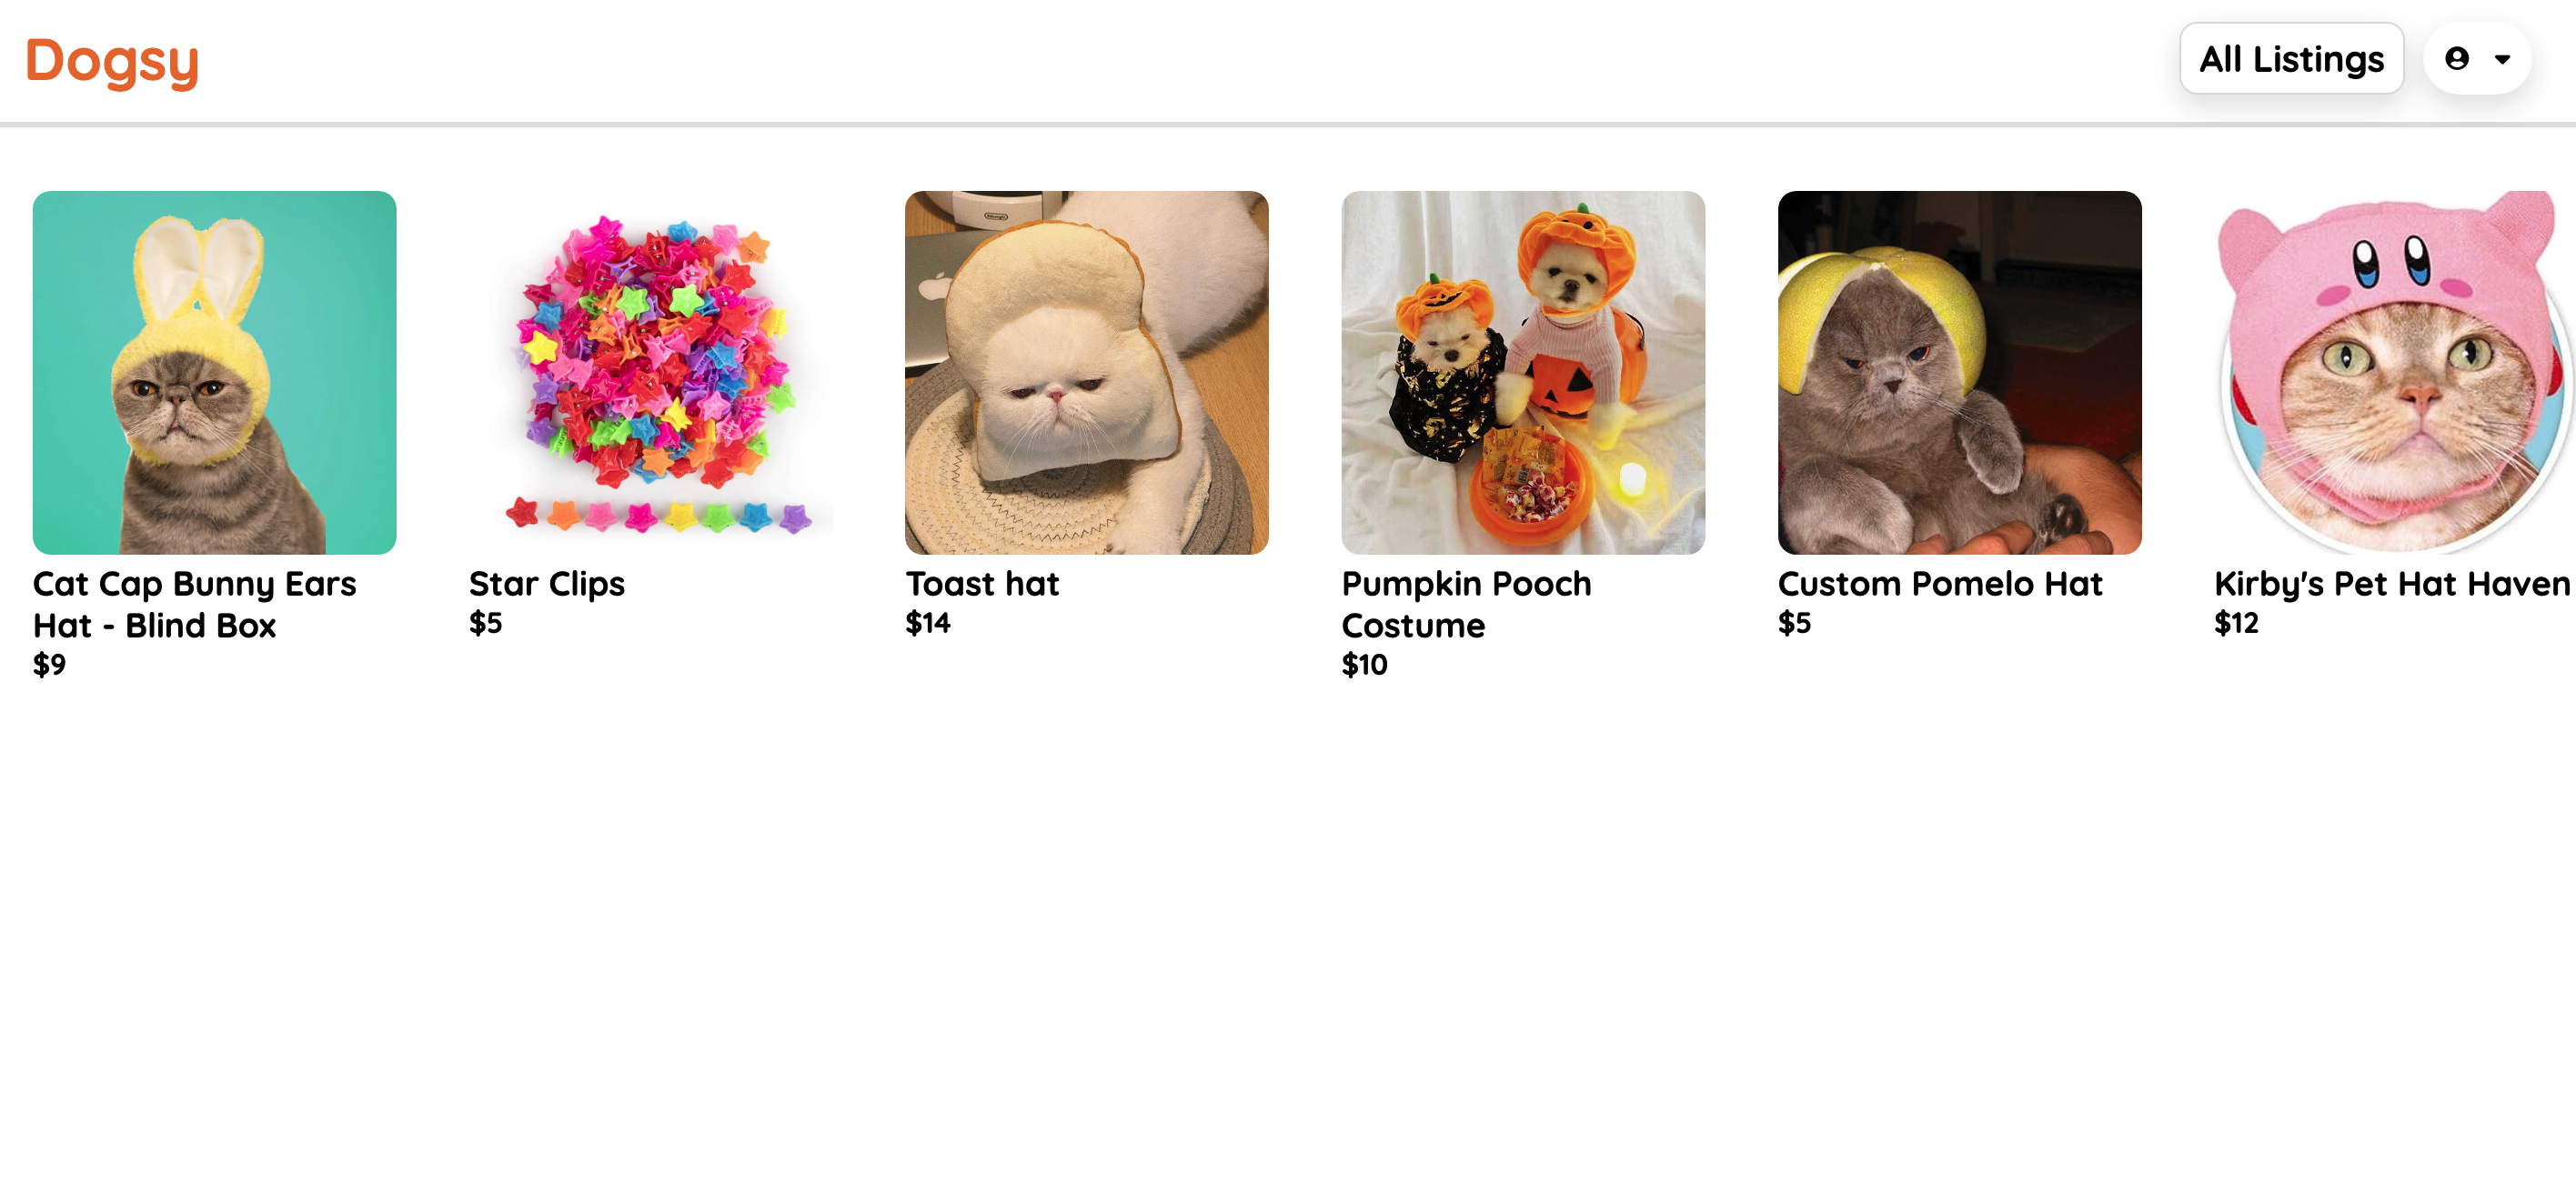 Dogsy
All Listings
Cat Cap Bunny Ears
Hat - Blind Box
$9
Star Clips
$5
Toast hat
$14
Pumpkin Pooch
Costume
$10
Custom Pomelo Hat
$5
Kirby's Pet Hat Haven
$12